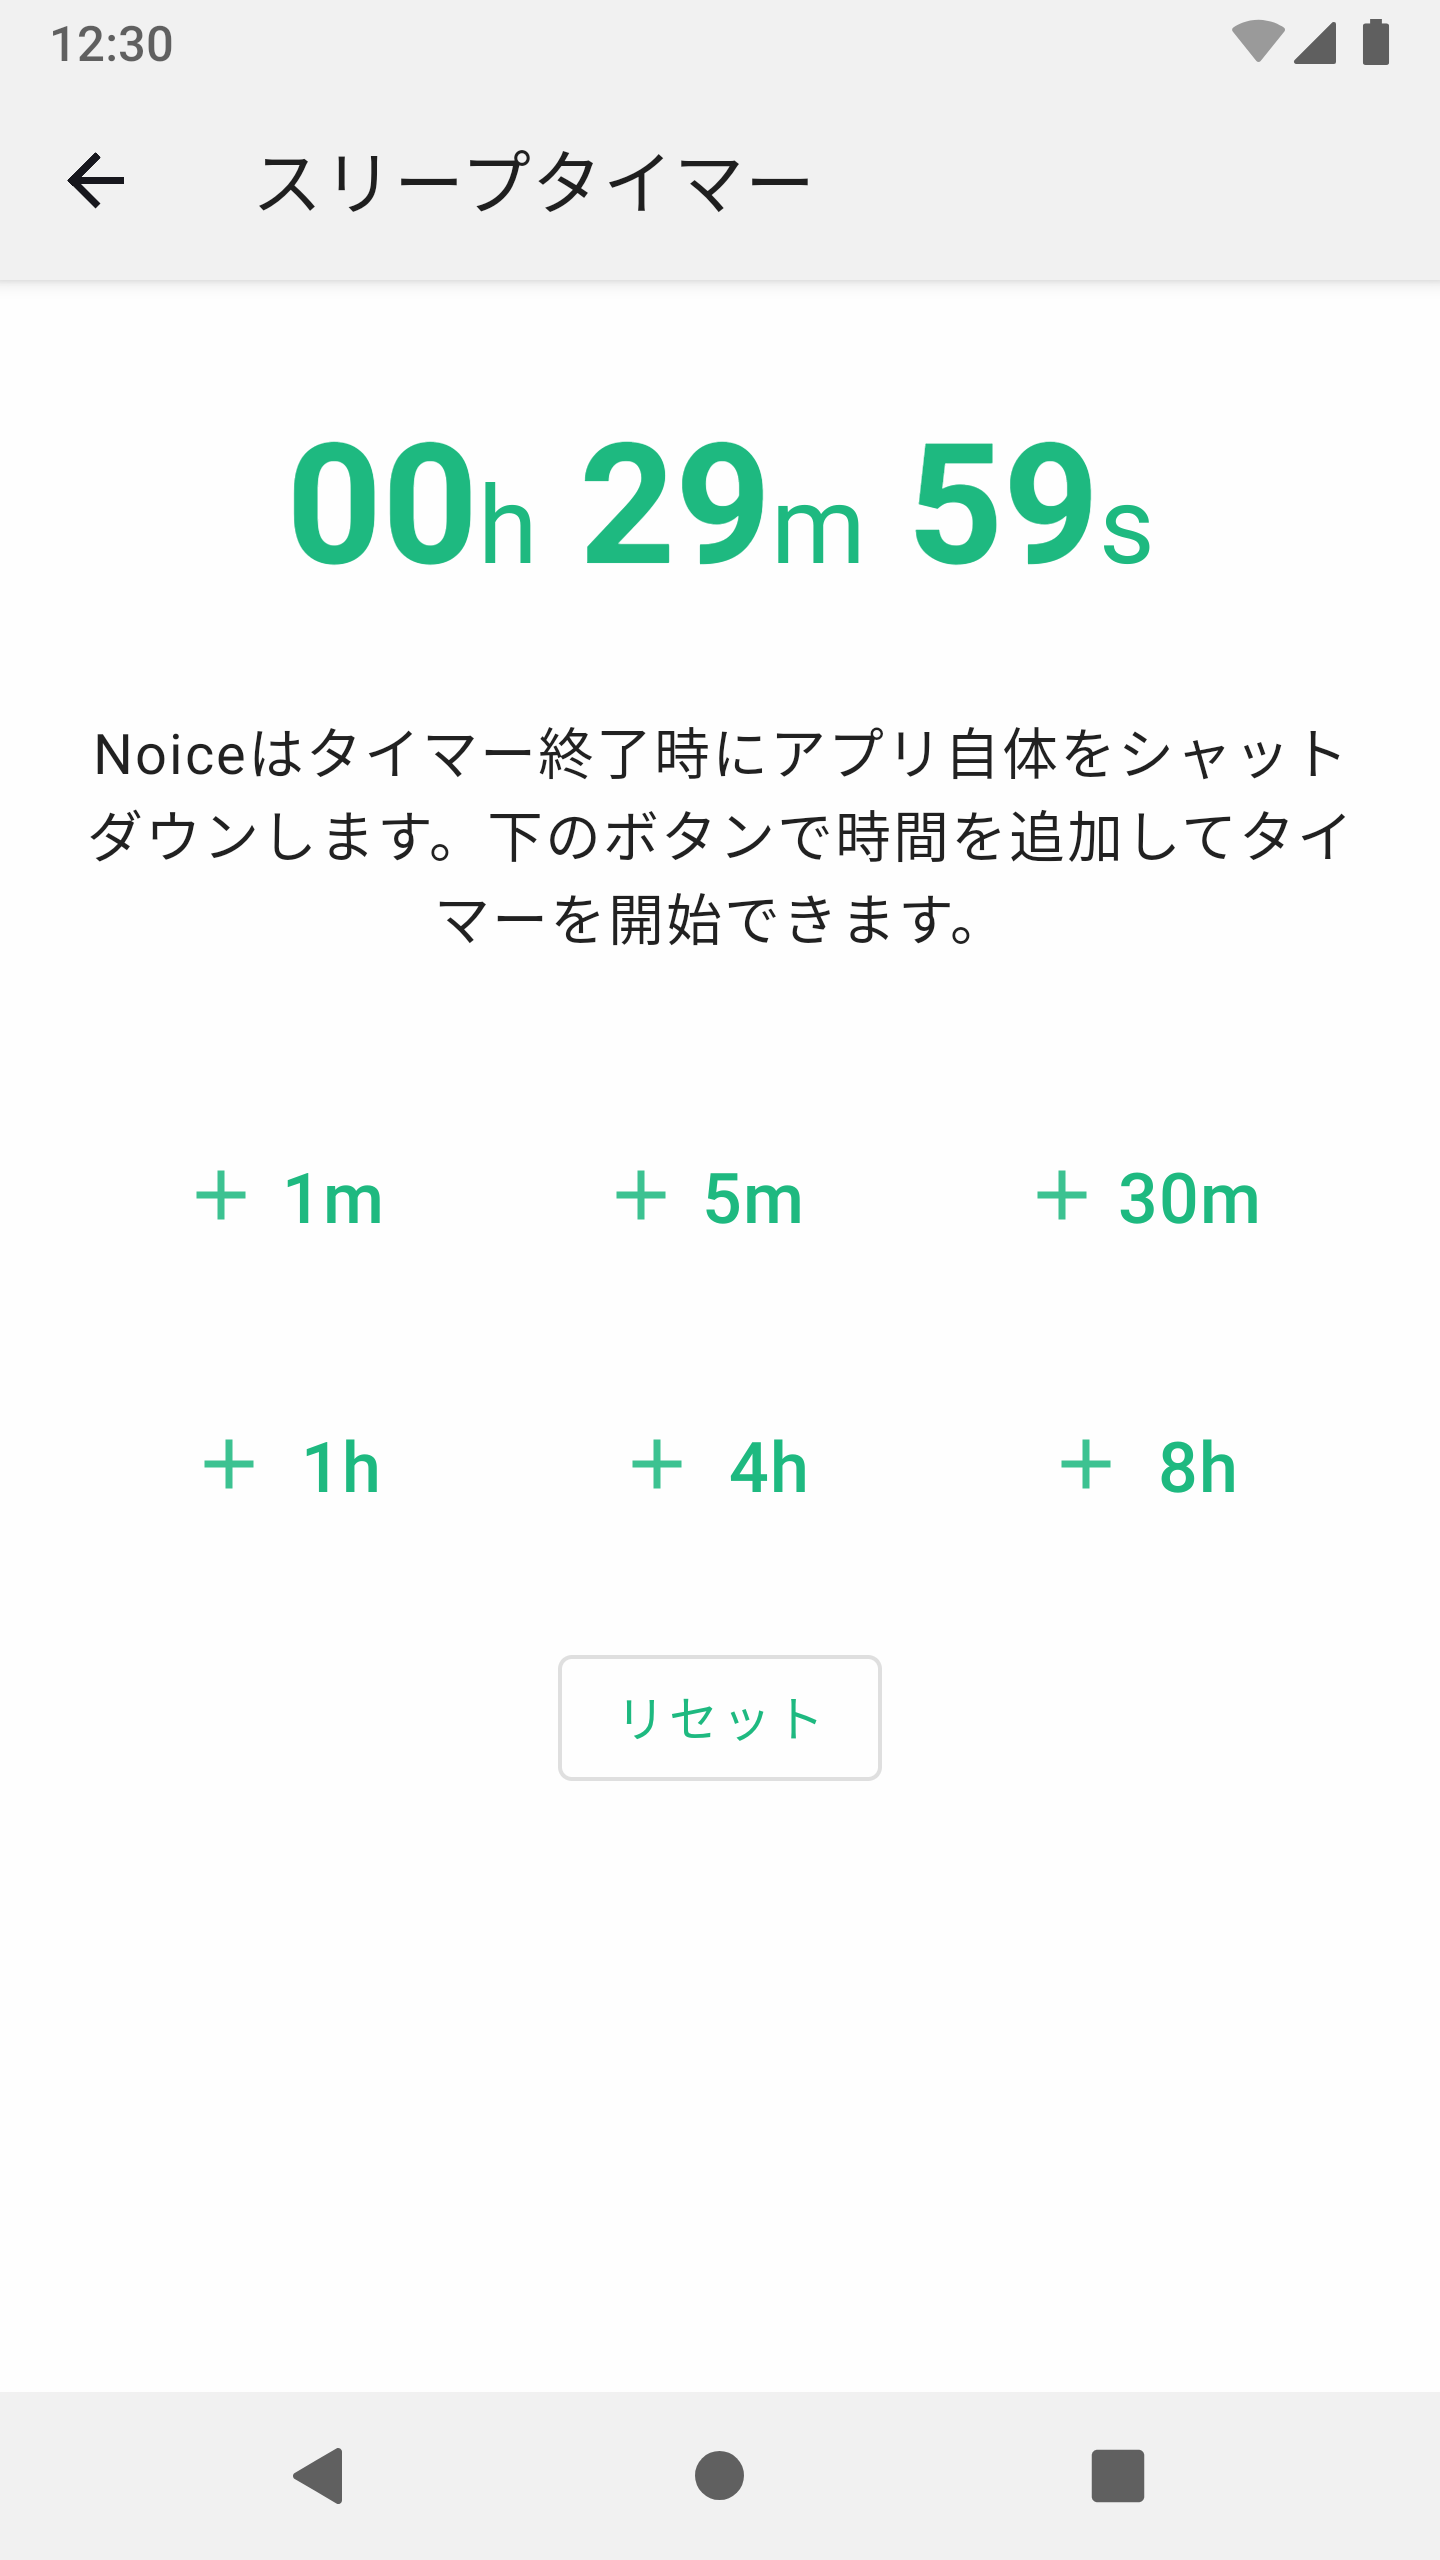 12:30
スリープタイマー
00h 29m 59s
Noiceはタイマー終了時にアプリ自体をシャット
ダウンします。下のボタンで時間を追加してタイ
マーを開始できます。
+ 1m + 5m + 30m
+ 1h + 4h + 8h
リセット